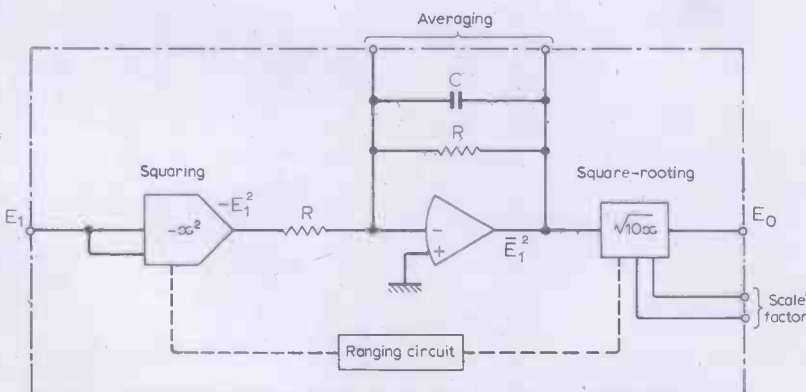 Averaging
C
R
Squaring
Square-rooting
E₁
-x²
-E₁²
R
-
+
Ē₁²
√10x
E₀
Scale
factor
Ranging circuit